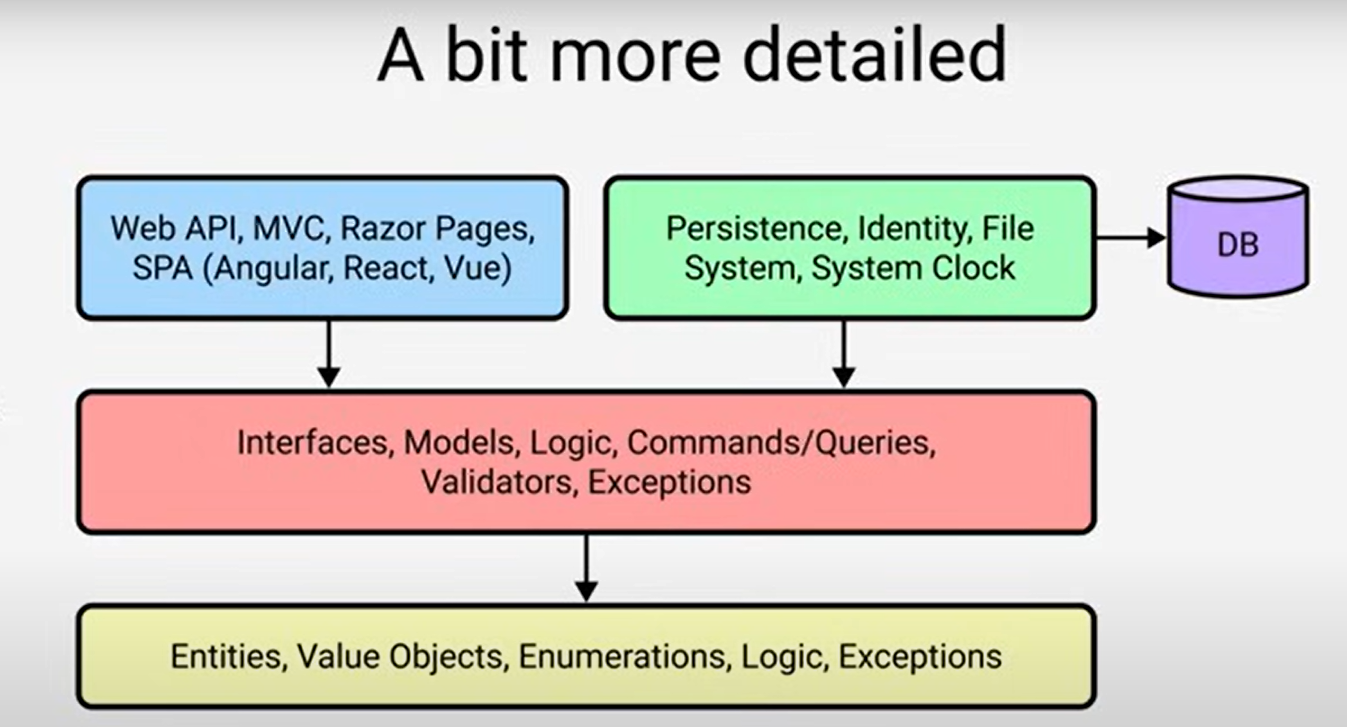 A bit more detailed
Web API, MVC, Razor Pages,
SPA (Angular, React, Vue)
Persistence, Identity, File
System, System Clock
DB
Interfaces, Models, Logic, Commands/Queries,
Validators, Exceptions
Entities, Value Objects, Enumerations, Logic, Exceptions